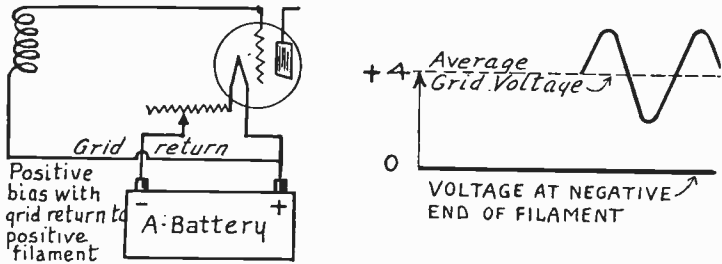 Grid return
Positive
bias with
grid return to
positive
filament
- +
A-Battery
Average
+4
Grid Voltage
0
VOLTAGE AT NEGATIVE
END OF FILAMENT